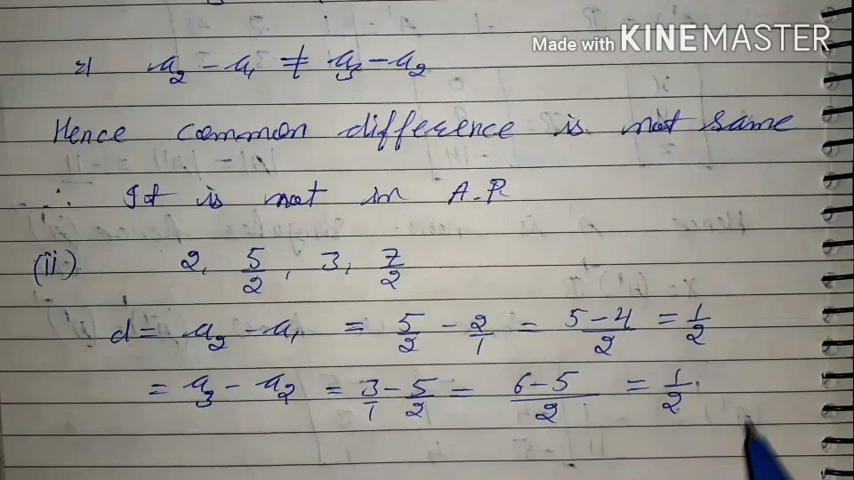 Made with KINEMASTER
⇒ a₂ - a₁ ≠ a₃ - a₂
Hence common difference is not same
∴ It is not in A.P
(ii) 2, 5/2, 3, 7/2
d = a₂ - a₁ = 5/2 - 2/1 = (5-4)/2 = 1/2
= a₃ - a₂ = 3/1 - 5/2 = (6-5)/2 = 1/2